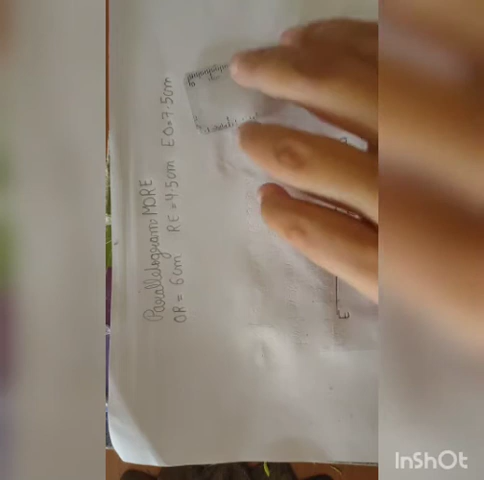 Parallelogram MORE
OR = 6cm RE = 4.5cm EO = 7.5cm
E
InShOt